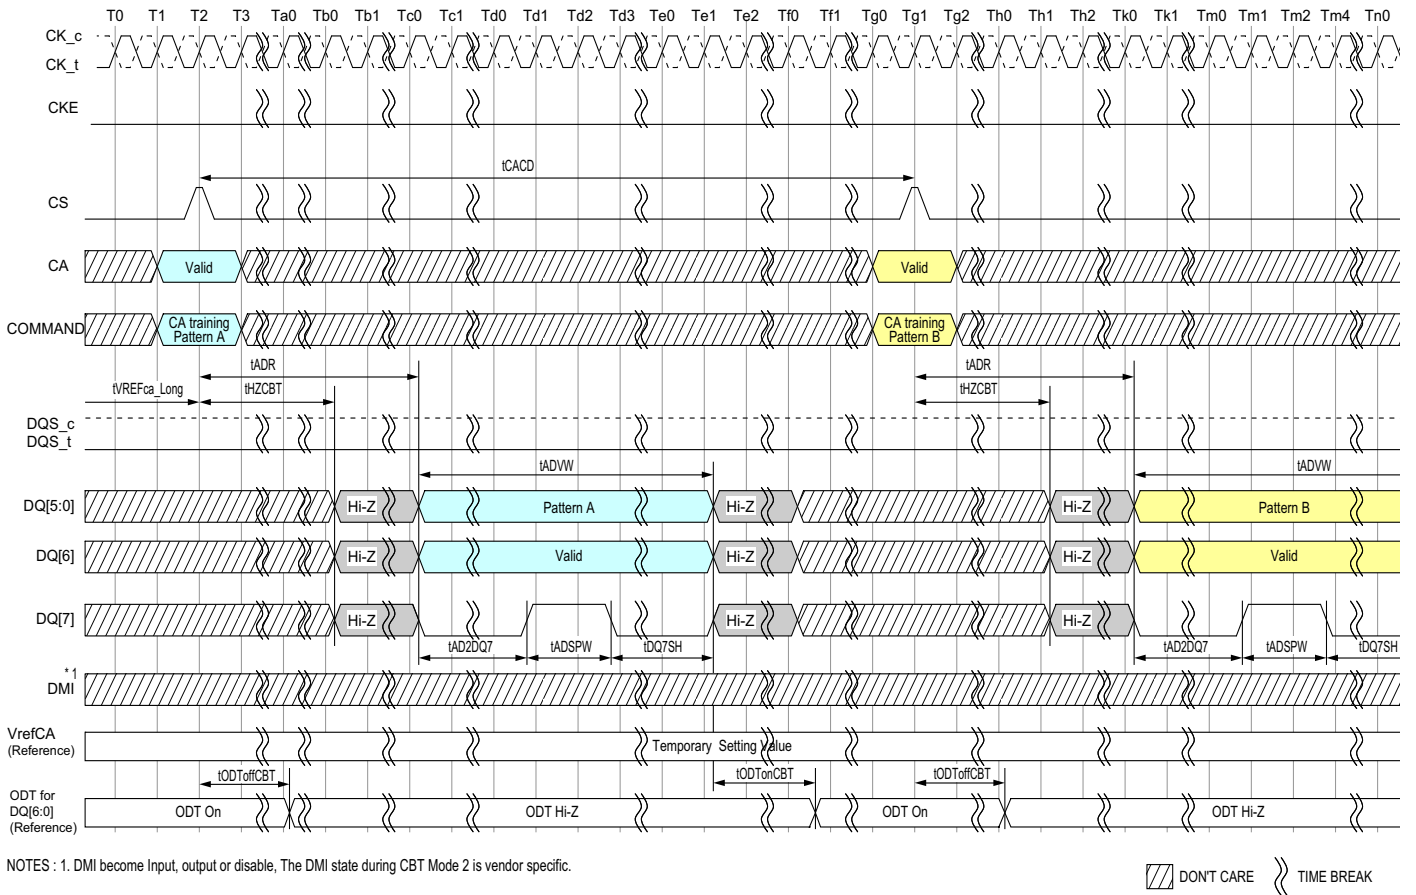 T0 T1 T2 T3 Ta0 Tb0 Tb1 Tc0 Tc1 Td0 Td1 Td2 Td3 Te0 Te1 Te2 Tf0 Tf1 Tg0 Tg1 Tg2 Th0 Th1 Th2 Tk0 Tk1 Tm0 Tm1 Tm2 Tm4 Tn0
CK_c
CK_t
CKE
tCACD
CS
CA Valid Valid
COMMAND CA training Pattern A CA training Pattern B
tADR tADR
tVREFca_Long tHZCBT tHZCBT
DQS_c
DQS_t
tADVW tADVW
DQ[5:0] Hi-Z Pattern A Hi-Z Hi-Z Pattern B
DQ[6] Hi-Z Valid Hi-Z Hi-Z Valid
DQ[7] Hi-Z Hi-Z Hi-Z
tAD2DQ7 tADSPW tDQ7SH tAD2DQ7 tADSPW tDQ7SH
*1
DMI
VrefCA
(Reference)
Temporary Setting Value
tODToffCBT tODTonCBT tODToffCBT
ODT for
DQ[6:0]
(Reference)
ODT On ODT Hi-Z ODT On ODT Hi-Z
NOTES : 1. DMI become Input, output or disable, The DMI state during CBT Mode 2 is vendor specific.
DON'T CARE TIME BREAK